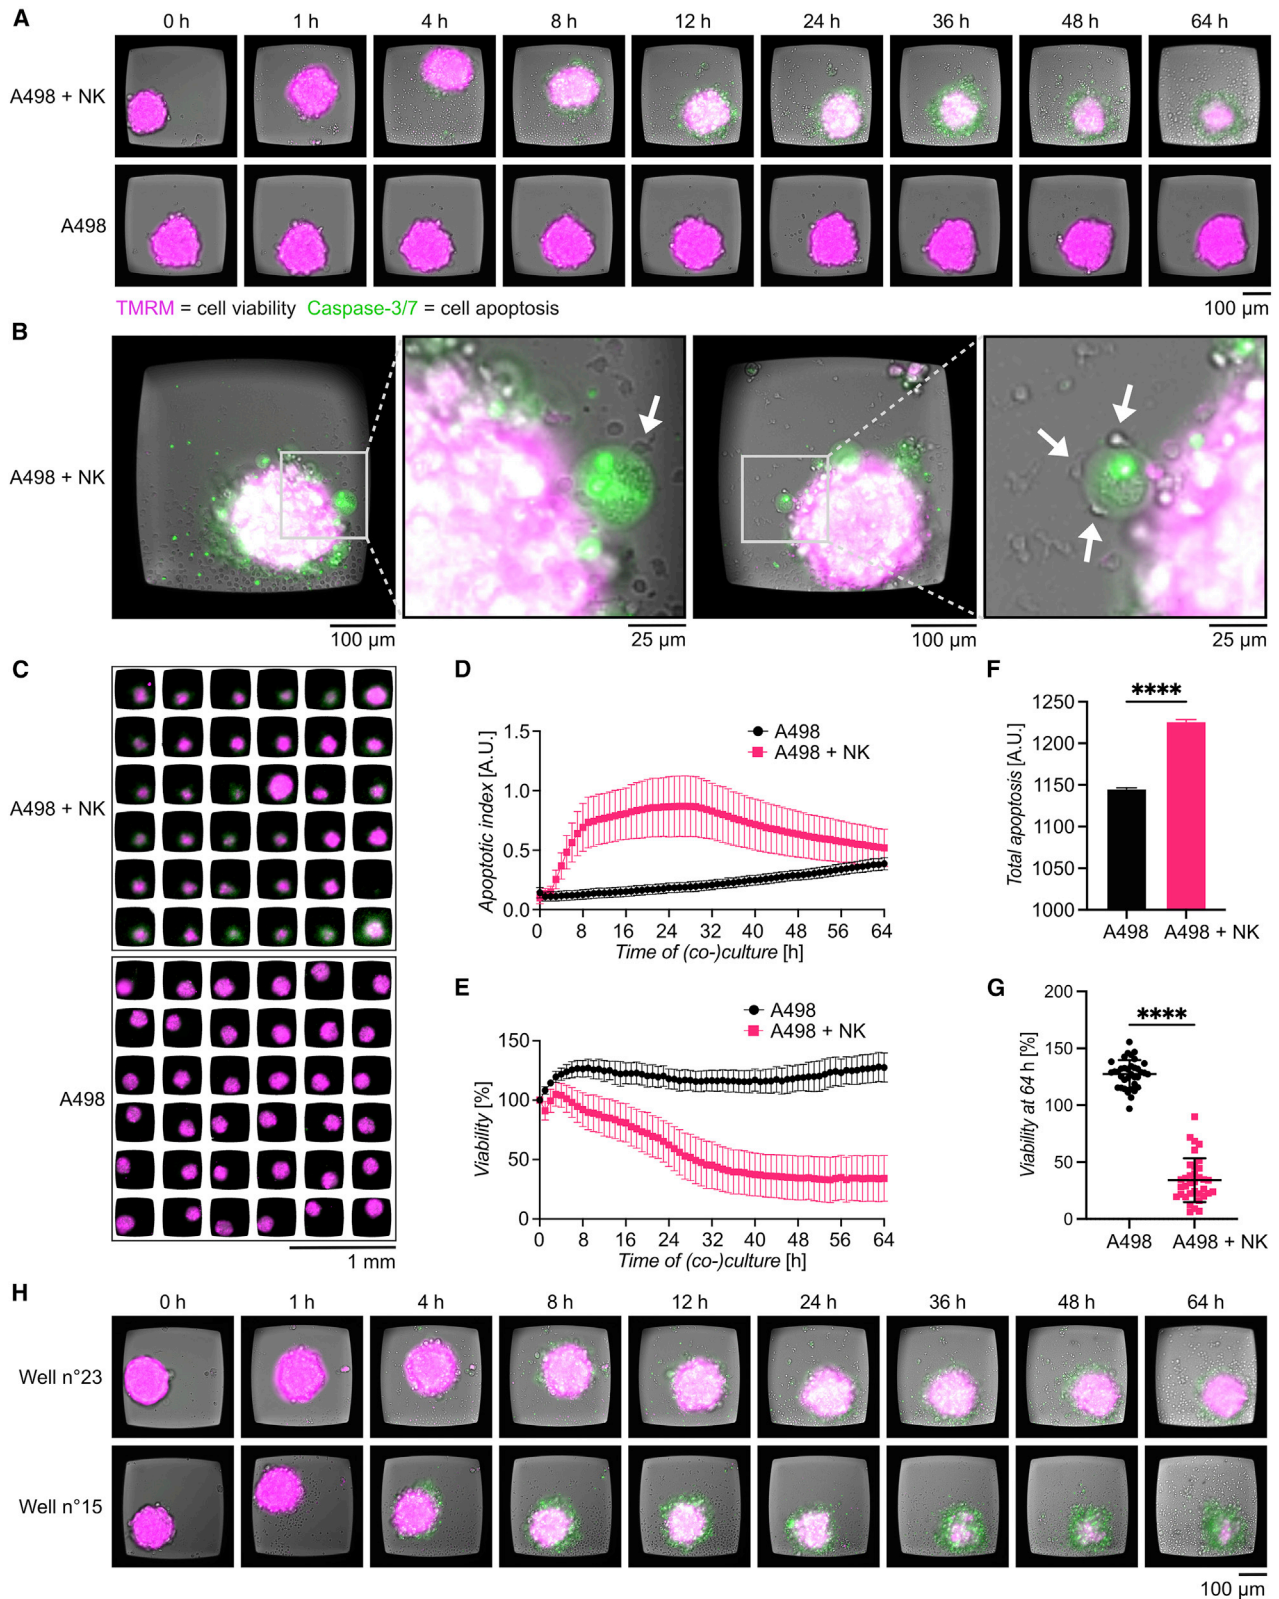 A
0 h 1 h 4 h 8 h 12 h 24 h 36 h 48 h 64 h
A498 + NK
A498
TMRM = cell viability Caspase-3/7 = cell apoptosis
100 µm
B
A498 + NK
100 µm 25 µm 100 µm 25 µm
C
A498 + NK
A498
1 mm
D
Apoptotic index [A.U.]
1.5
1.0
0.5
0.0
A498
A498 + NK
0 8 16 24 32 40 48 56 64
Time of (co-)culture [h]
E
Viability [%]
150
100
50
0
A498
A498 + NK
0 8 16 24 32 40 48 56 64
Time of (co-)culture [h]
F
Total apoptosis [A.U.]
1250
1200
1150
1100
1050
1000
****
A498 A498 + NK
G
Viability at 64 h [%]
200
150
100
50
0
****
A498 A498 + NK
H
0 h 1 h 4 h 8 h 12 h 24 h 36 h 48 h 64 h
Well n°23
Well n°15
100 µm